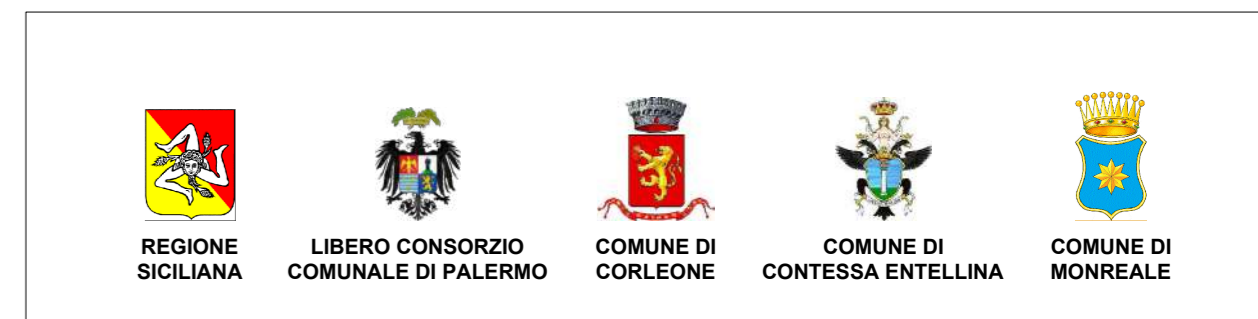 REGIONE
SICILIANA
LIBERO CONSORZIO
COMUNALE DI PALERMO
COMUNE DI
CORLEONE
COMUNE DI
CONTESSA ENTELLINA
COMUNE DI
MONREALE